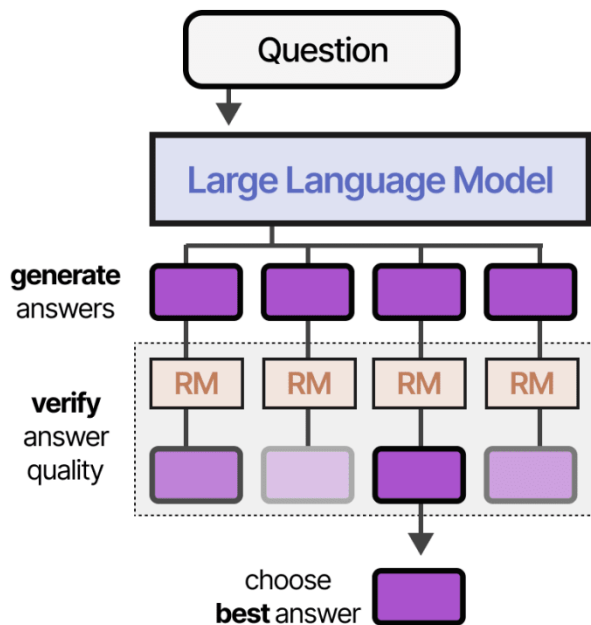 Question
Large Language Model
generate
answers
RM RM RM RM
verify
answer
quality
choose
best answer